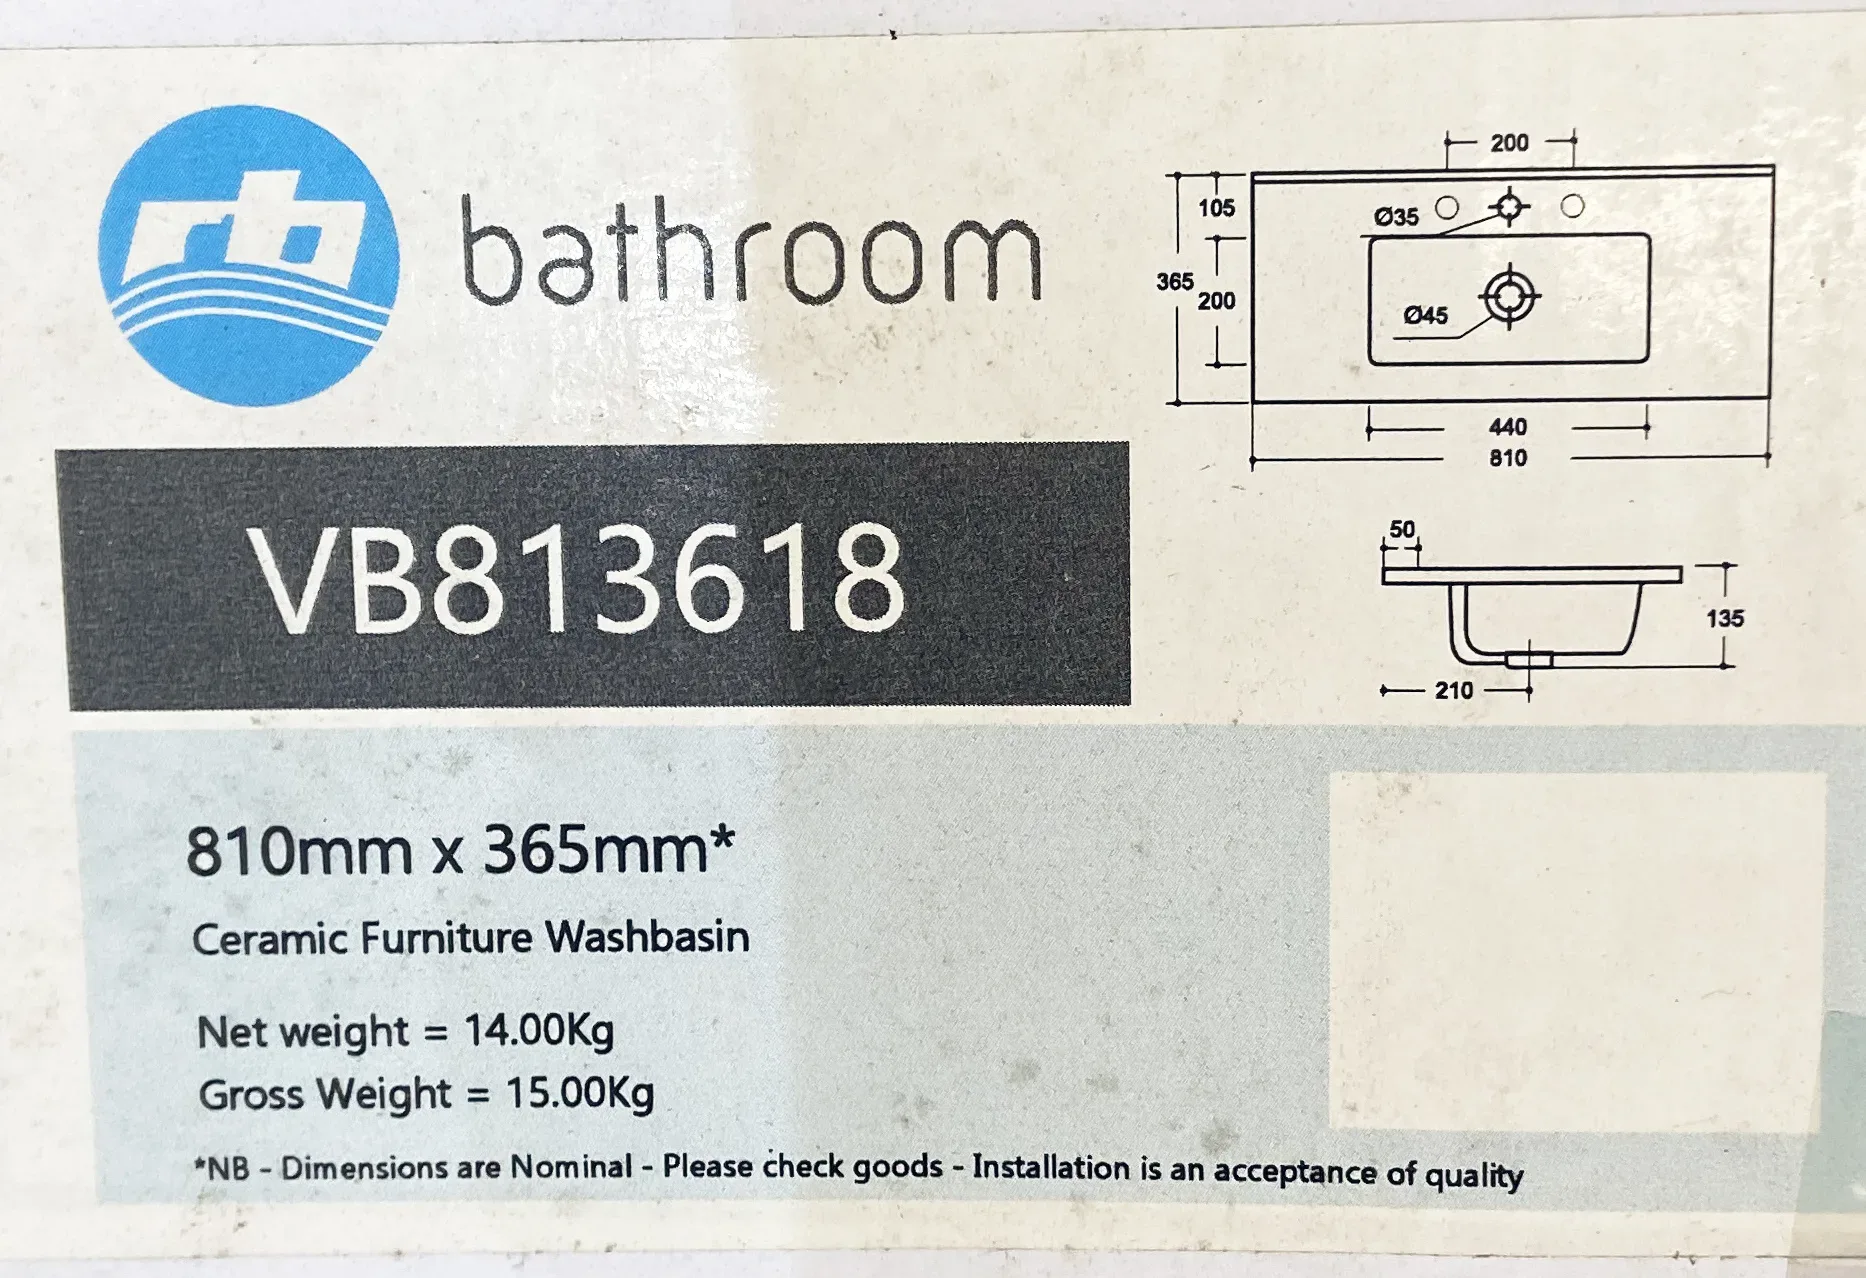 rb bathroom
VB813618
200
105
Ø35
365
200
Ø45
440
810
50
135
210
810mm x 365mm*
Ceramic Furniture Washbasin
Net weight = 14.00Kg
Gross Weight = 15.00Kg
*NB - Dimensions are Nominal - Please check goods - Installation is an acceptance of quality